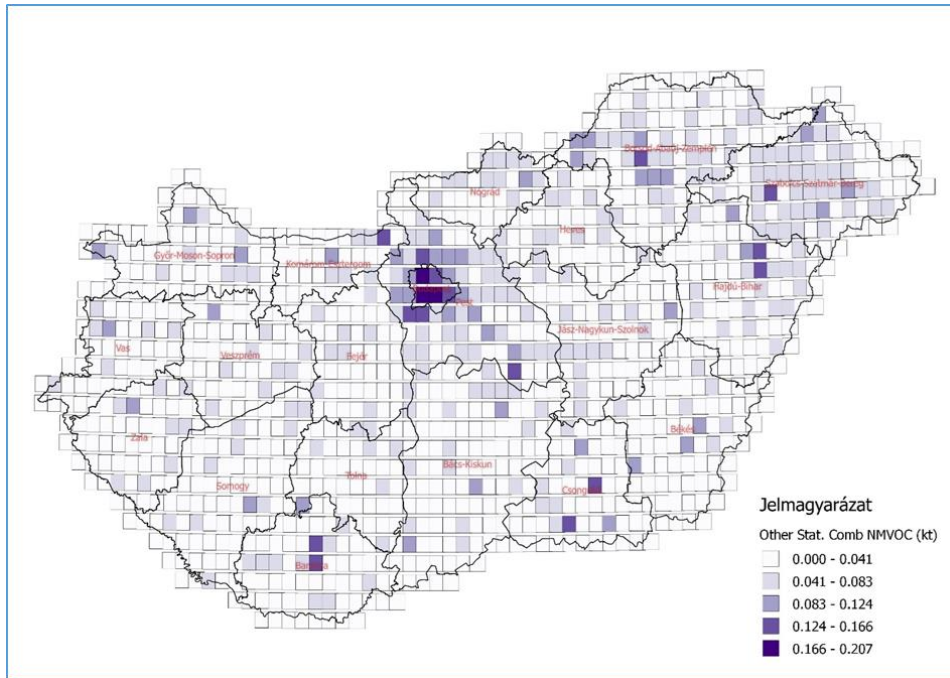 Borsod-Abaúj-Zemplén
Szabolcs-Szatmár-Bereg
Nógrád
Heves
Győr-Moson-Sopron
Komárom-Esztergom
Hajdú-Bihar
Pest
Jász-Nagykun-Szolnok
Vas
Veszprém
Fejér
Békés
Zala
Bács-Kiskun
Tolna
Somogy
Csongrád
Baranya
Jelmagyarázat
Other Stat. Comb NMVOC (kt)
0.000 - 0.041
0.041 - 0.083
0.083 - 0.124
0.124 - 0.166
0.166 - 0.207